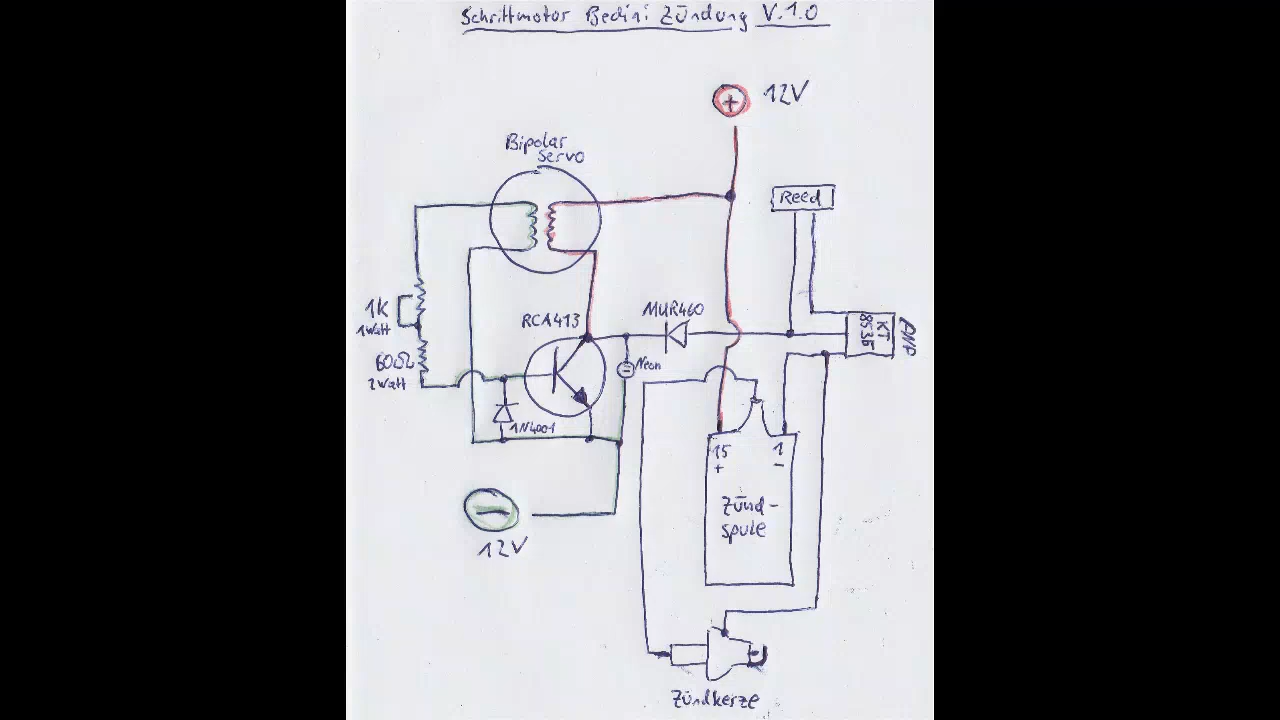 Schrittmotor Bedini Zündung V.1.0
+ 12V
Bipolar
Servo
Reed
1K
1Watt
RCA413
MUR460
KT
8535
PNP
60Ω
2Watt
Neon
1N4001
15
+
1
-
Zünd-
spule
-
12V
Zündkerze